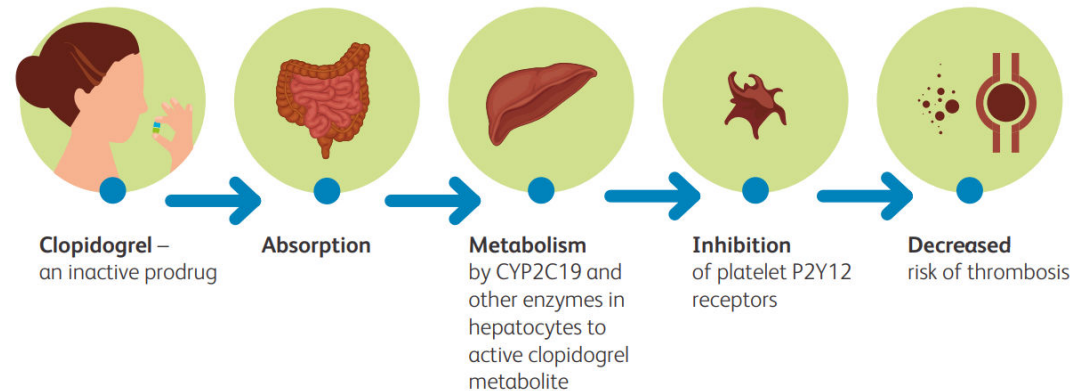 Clopidogrel –
an inactive prodrug
Absorption
Metabolism
by CYP2C19 and
other enzymes in
hepatocytes to
active clopidogrel
metabolite
Inhibition
of platelet P2Y12
receptors
Decreased
risk of thrombosis